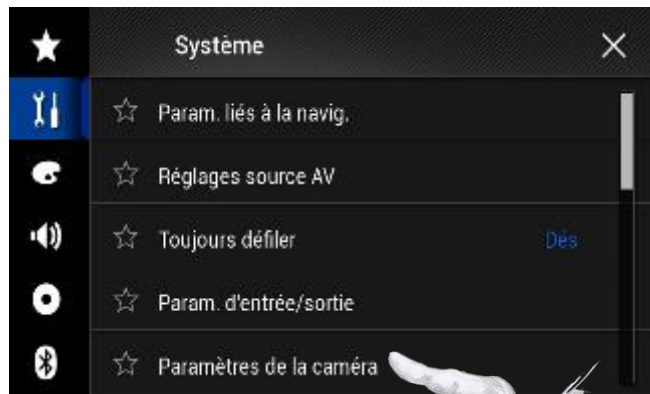 Système
Param. liés à la navig.
Réglages source AV
Toujours défiler Dés
Param. d'entrée/sortie
Paramètres de la caméra